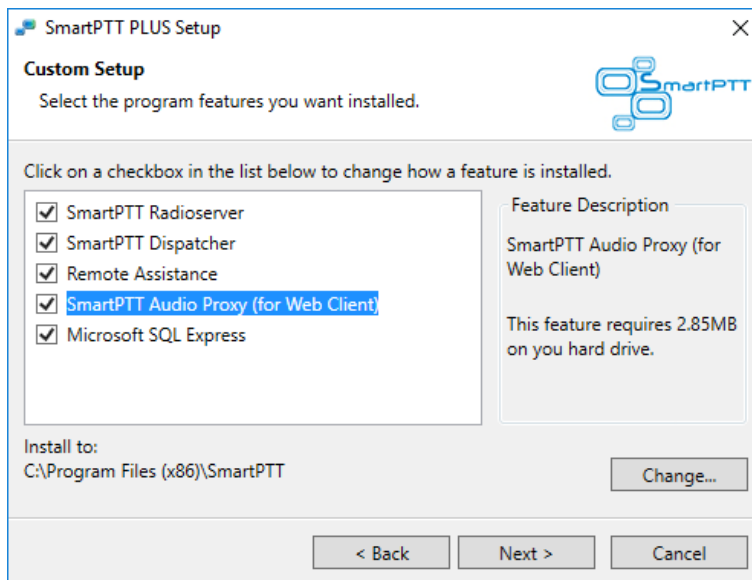 SmartPTT PLUS Setup
Custom Setup
Select the program features you want installed.
SmartPTT
Click on a checkbox in the list below to change how a feature is installed.
SmartPTT Radioserver
SmartPTT Dispatcher
Remote Assistance
SmartPTT Audio Proxy (for Web Client)
Microsoft SQL Express
Feature Description
SmartPTT Audio Proxy (for
Web Client)
This feature requires 2.85MB
on you hard drive.
Install to:
C:\Program Files (x86)\SmartPTT
Change...
< Back
Next >
Cancel